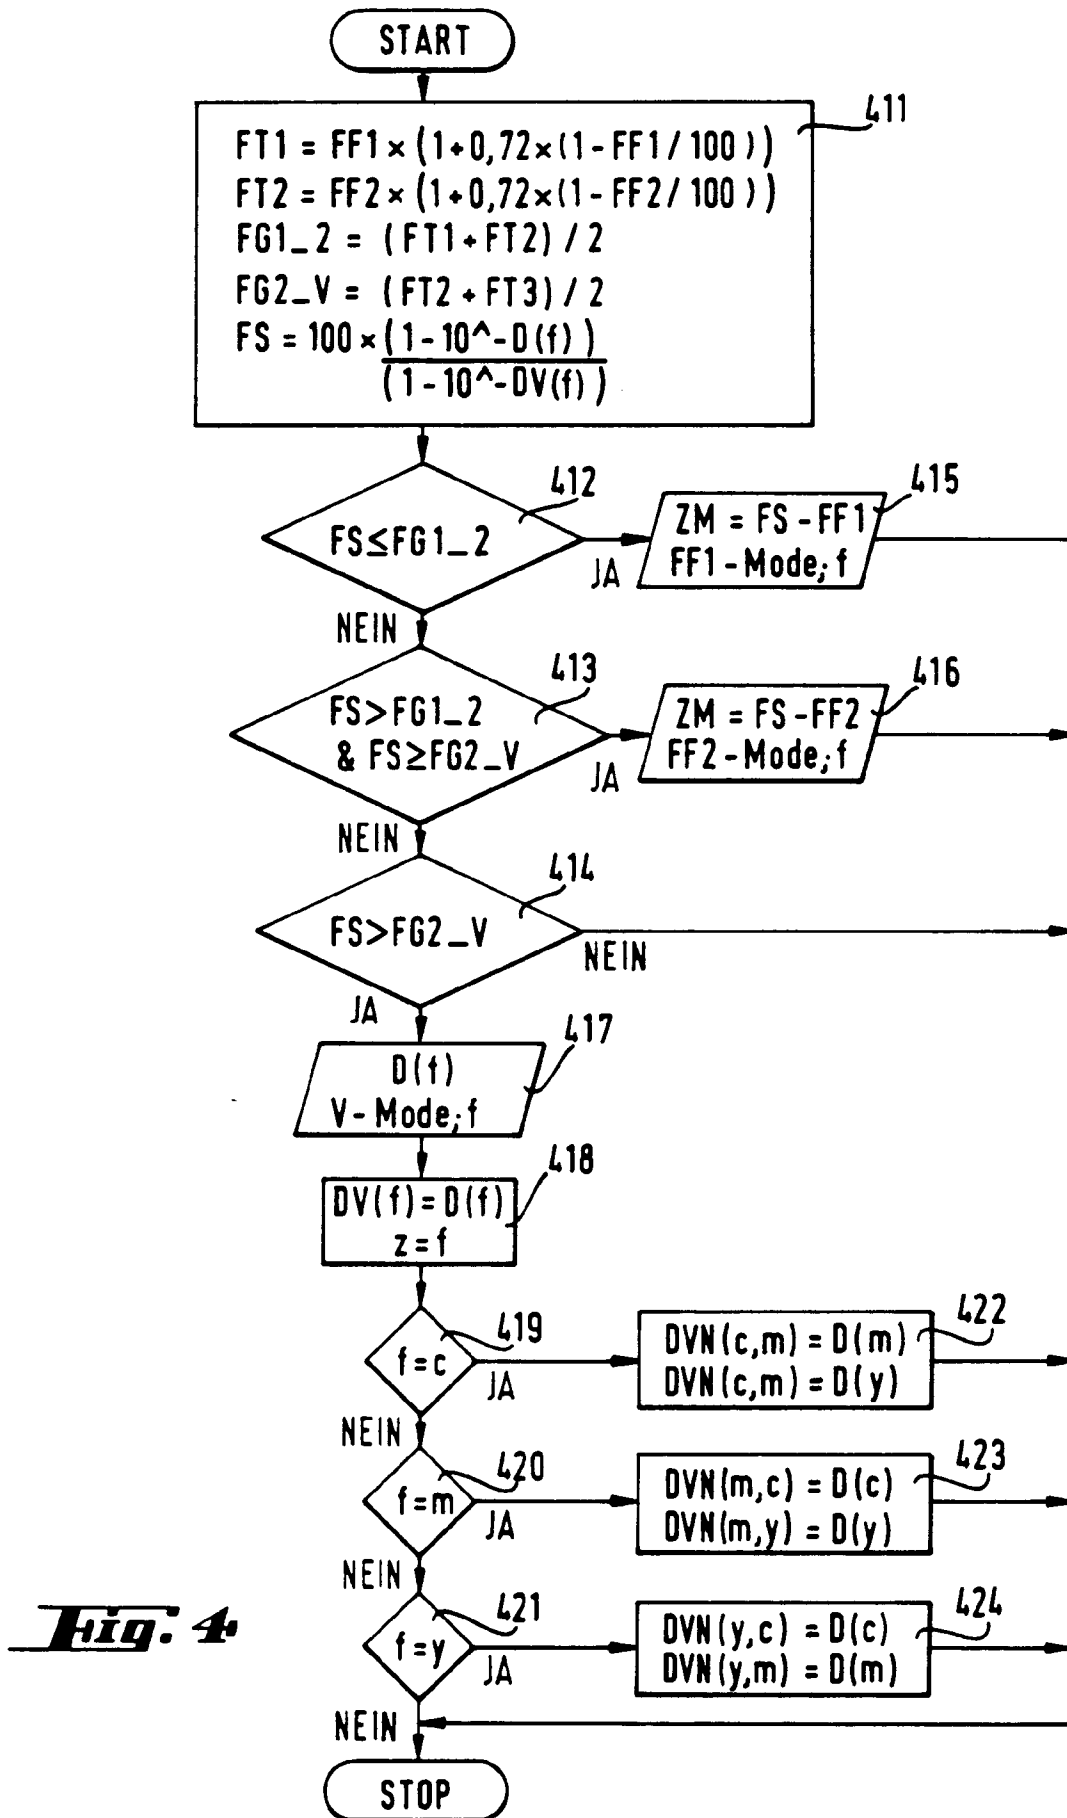 START
411
FT1 = FF1 × (1+0,72×(1-FF1/100))
FT2 = FF2 × (1+0,72×(1-FF2/100))
FG1_2 = (FT1+FT2)/2
FG2_V = (FT2+FT3)/2
FS = 100 × (1-10^-D(f))
(1-10^-DV(f))
412
FS≤FG1_2
JA
415
ZM = FS-FF1
FF1-Mode; f
NEIN
413
FS>FG1_2
& FS≥FG2_V
JA
416
ZM = FS-FF2
FF2-Mode; f
NEIN
414
FS>FG2_V
NEIN
JA
417
D(f)
V-Mode; f
418
DV(f)=D(f)
z=f
419
f=c
JA
422
DVN(c,m) = D(m)
DVN(c,m) = D(y)
NEIN
420
f=m
JA
423
DVN(m,c) = D(c)
DVN(m,y) = D(y)
NEIN
421
f=y
JA
424
DVN(y,c) = D(c)
DVN(y,m) = D(m)
NEIN
STOP
Fig. 4